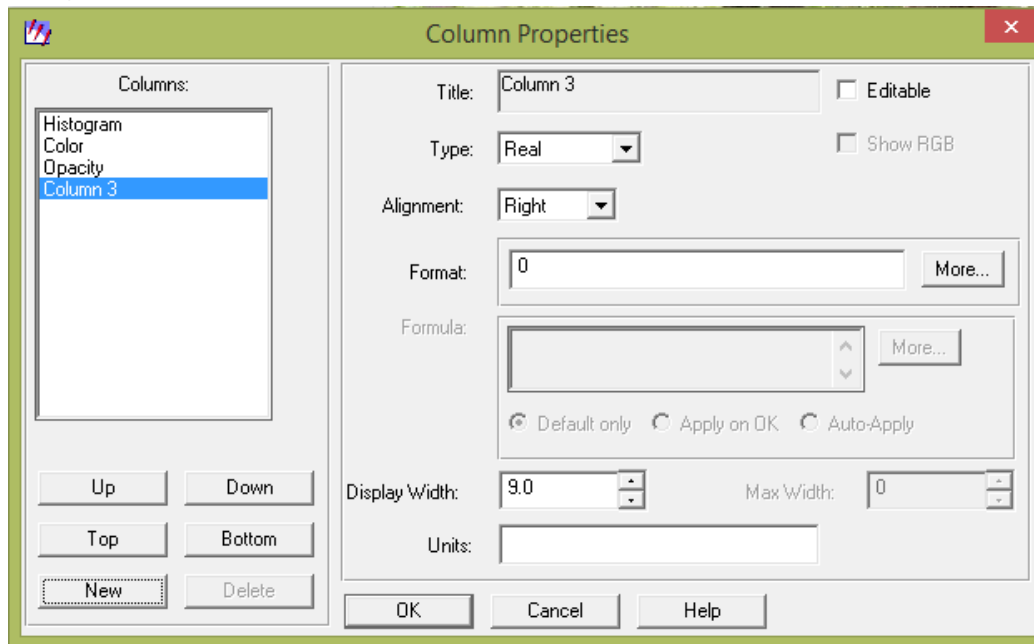 Column Properties
Columns:
Histogram
Color
Opacity
Column 3
Up
Down
Top
Bottom
New
Delete
Title:
Column 3
Editable
Type:
Real
Show RGB
Alignment:
Right
Format:
0
More...
Formula:
More...
Default only
Apply on OK
Auto-Apply
Display Width:
9.0
Max Width:
0
Units:
OK
Cancel
Help